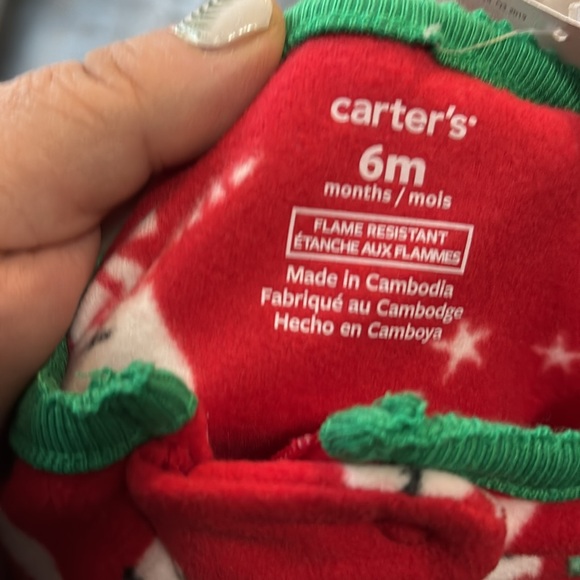 carter's
6m
months / mois
FLAME RESISTANT
ÉTANCHE AUX FLAMMES
Made in Cambodia
Fabriqué au Cambodge
Hecho en Camboya